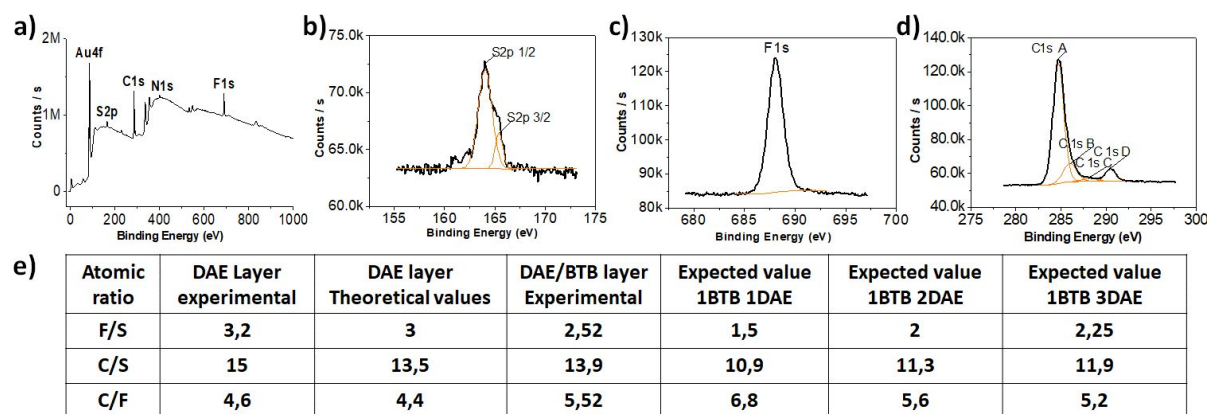 a)
2M
1M
0
Counts / s
Au4f
S2p
C1s
N1s
F1s
0 200 400 600 800 1000
Binding Energy (eV)
b)
75.0k
70.0k
65.0k
60.0k
Counts / s
S2p 1/2
S2p 3/2
155 163 170 175
Binding Energy (eV)
c)
130k
120k
110k
100k
90k
80k
Counts / s
F1s
680 685 690 695 700
Binding Energy (eV)
d)
140.0k
120.0k
100.0k
80.0k
60.0k
40.0k
Counts / s
C1s A
C 1s B
C 1s C
C 1s D
275 280 285 290 295 300
Binding Energy (eV)
e)
Atomic ratio
DAE Layer experimental
DAE layer Theoretical values
DAE/BTB layer Experimental
Expected value 1BTB 1DAE
Expected value 1BTB 2DAE
Expected value 1BTB 3DAE
F/S 3,2 3 2,52 1,5 2 2,25
C/S 15 13,5 13,9 10,9 11,3 11,9
C/F 4,6 4,4 5,52 6,8 5,6 5,2